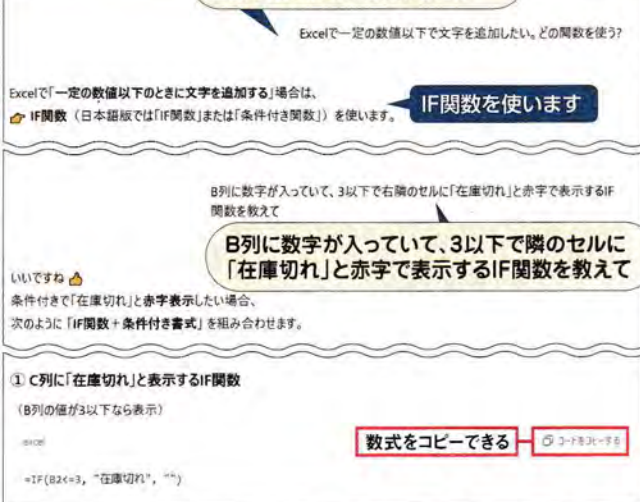 Excelで一定の数値以下で文字を追加したい。どの関数を使う?
Excelで「一定の数値以下のときに文字を追加する」場合は、
👉 IF関数（日本語版では「IF関数」または「条件付き関数」）を使います。
IF関数を使います
B列に数字が入っていて、3以下で右隣のセルに「在庫切れ」と赤字で表示するIF
関数を教えて
B列に数字が入っていて、3以下で隣のセルに
「在庫切れ」と赤字で表示するIF関数を教えて
いいですね👍
条件付きで「在庫切れ」と赤字表示したい場合、
次のように「IF関数+条件付き書式」を組み合わせます。
① C列に「在庫切れ」と表示するIF関数
（B列の値が3以下なら表示）
excel
数式をコピーできる
コードをコピーする
=IF(B2<=3, "在庫切れ", "")